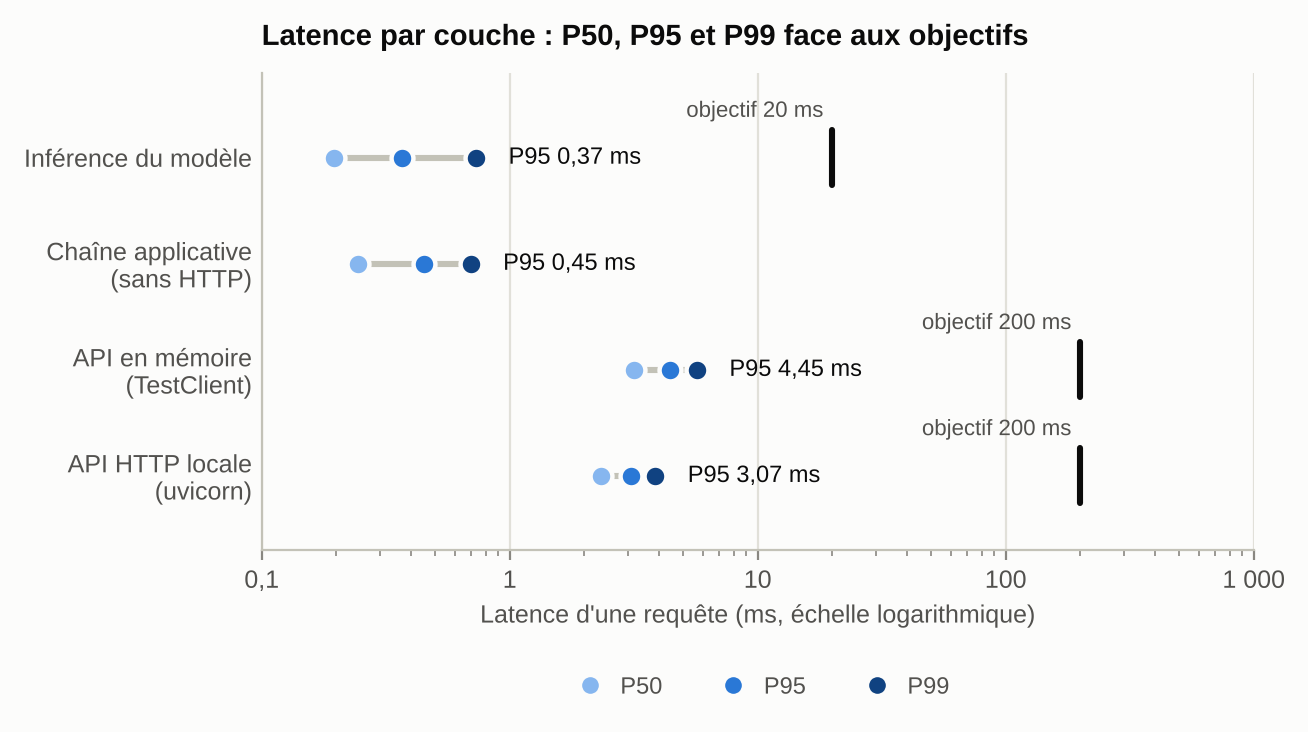 Latence par couche : P50, P95 et P99 face aux objectifs
objectif 20 ms
Inférence du modèle
P95 0,37 ms
Chaîne applicative
(sans HTTP)
P95 0,45 ms
objectif 200 ms
API en mémoire
(TestClient)
P95 4,45 ms
objectif 200 ms
API HTTP locale
(uvicorn)
P95 3,07 ms
0,1 1 10 100 1 000
Latence d'une requête (ms, échelle logarithmique)
P50 P95 P99